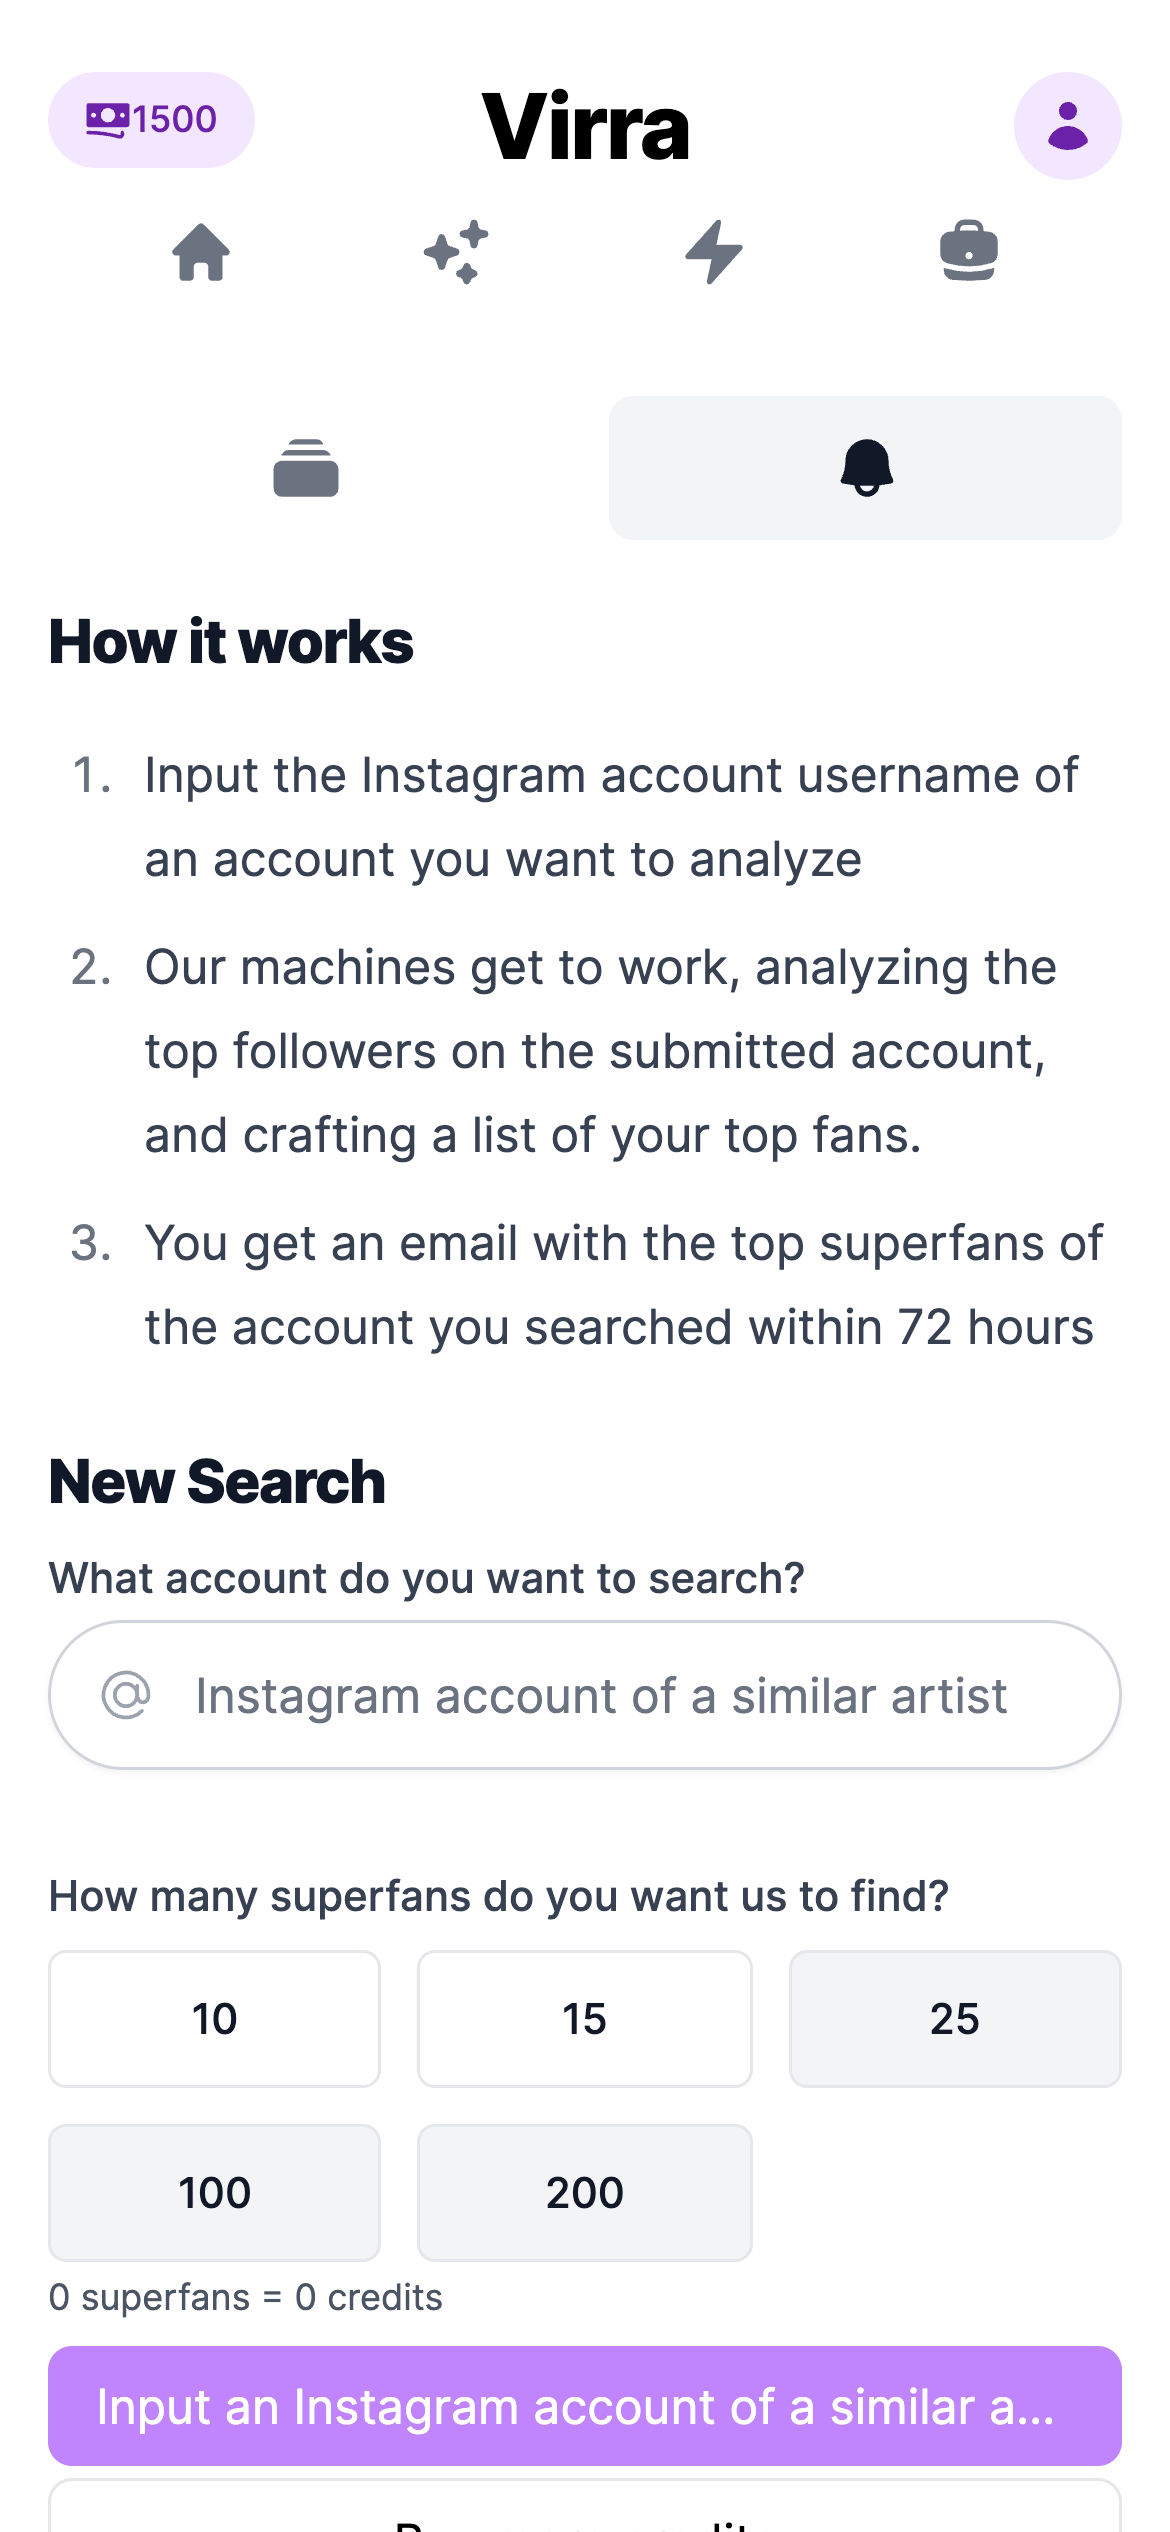 1500
Virra
How it works
1. Input the Instagram account username of
an account you want to analyze
2. Our machines get to work, analyzing the
top followers on the submitted account,
and crafting a list of your top fans.
3. You get an email with the top superfans of
the account you searched within 72 hours
New Search
What account do you want to search?
@ Instagram account of a similar artist
How many superfans do you want us to find?
10 15 25
100 200
0 superfans = 0 credits
Input an Instagram account of a similar a...